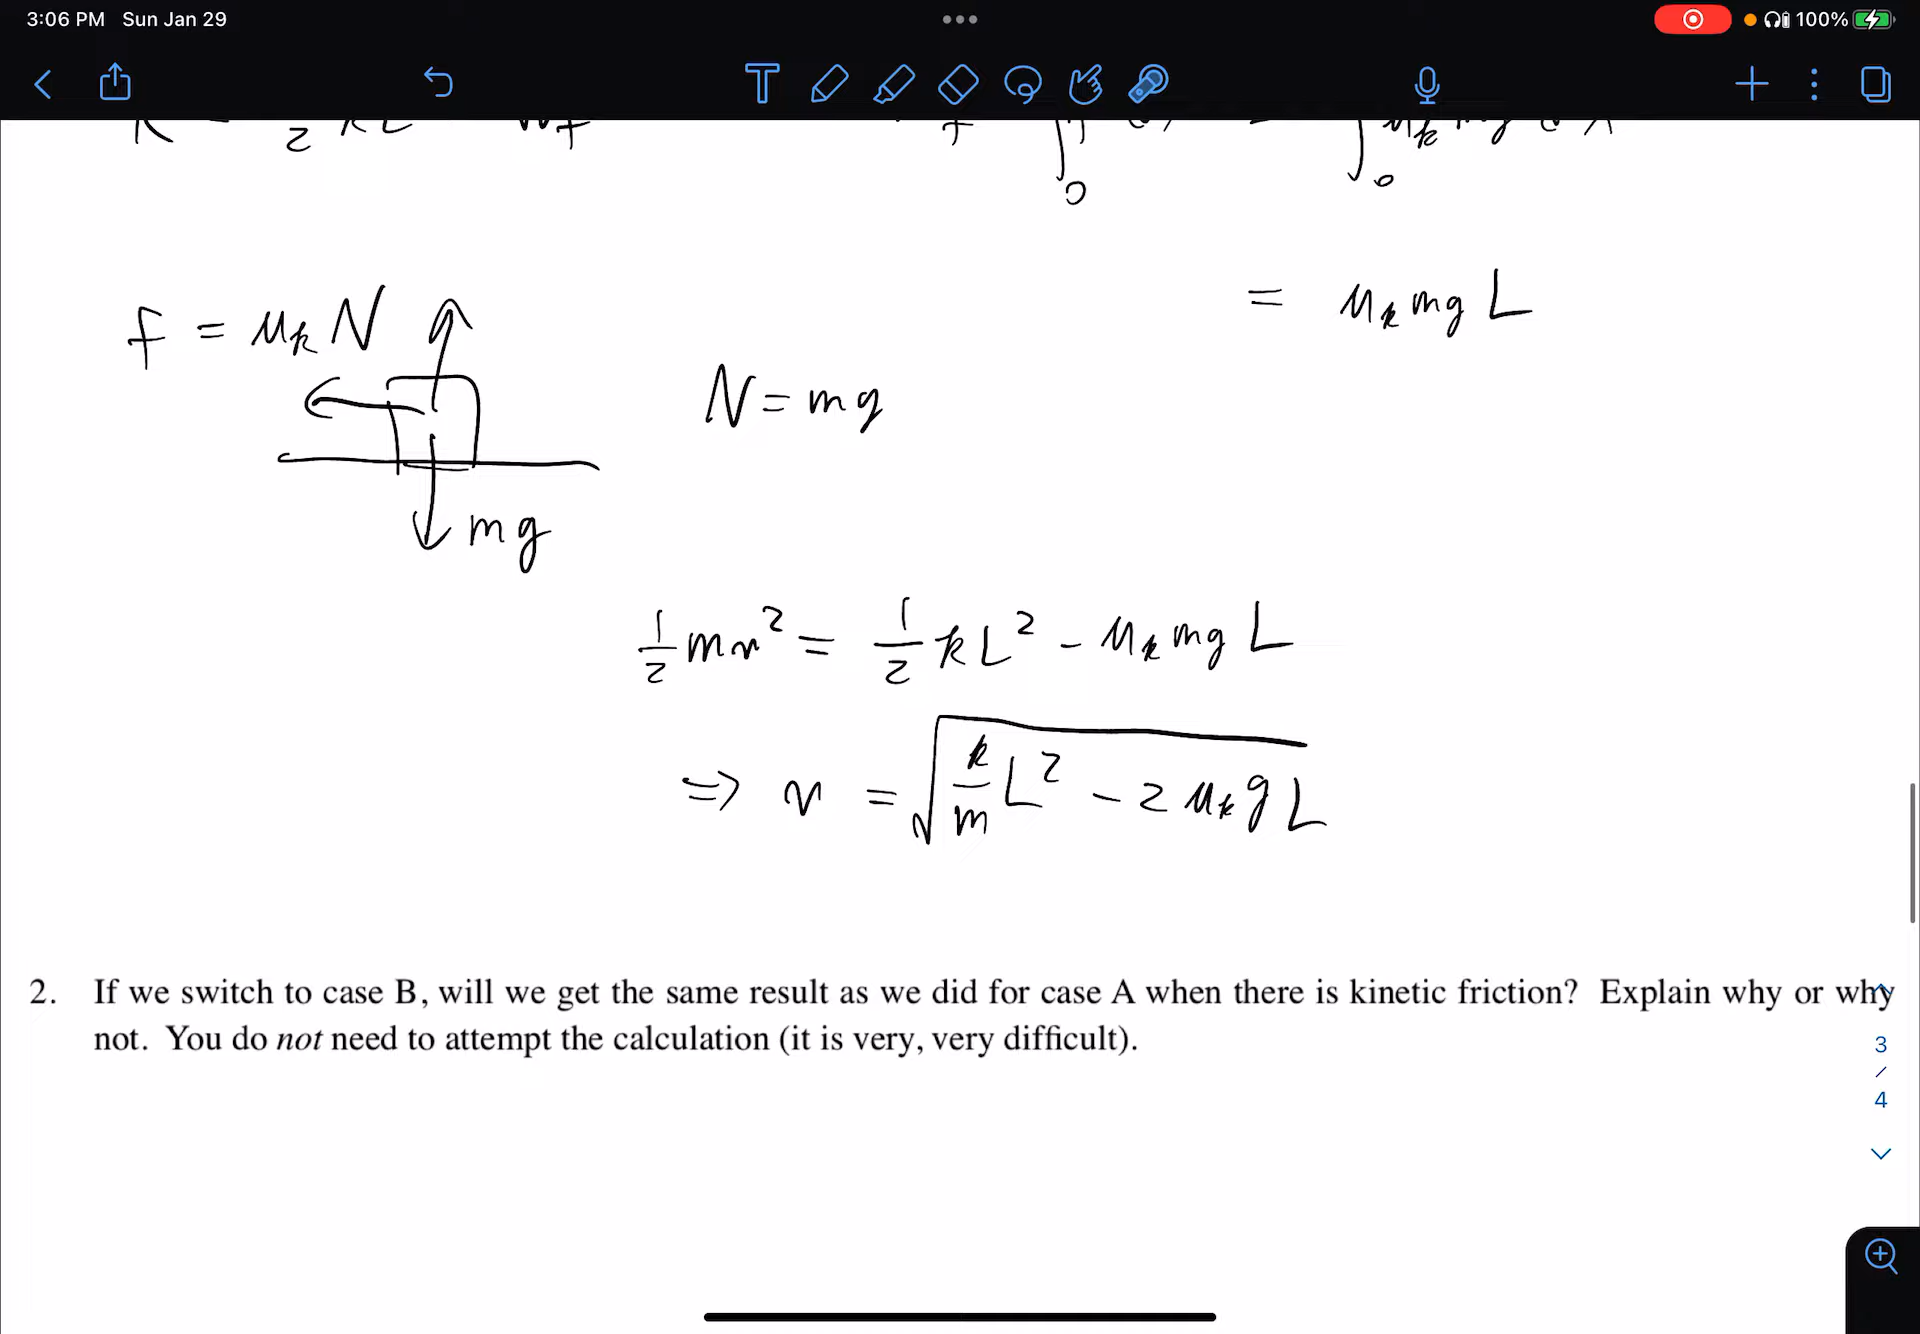 3:06 PM Sun Jan 29
100%
f = μk N
= μk mg L
N = mg
mg
1/2 mv² = 1/2 kL² - μk mg L
⇒ v = √(k/m L² - 2 μk g L)
2. If we switch to case B, will we get the same result as we did for case A when there is kinetic friction? Explain why or why
not. You do not need to attempt the calculation (it is very, very difficult).
3
/
4